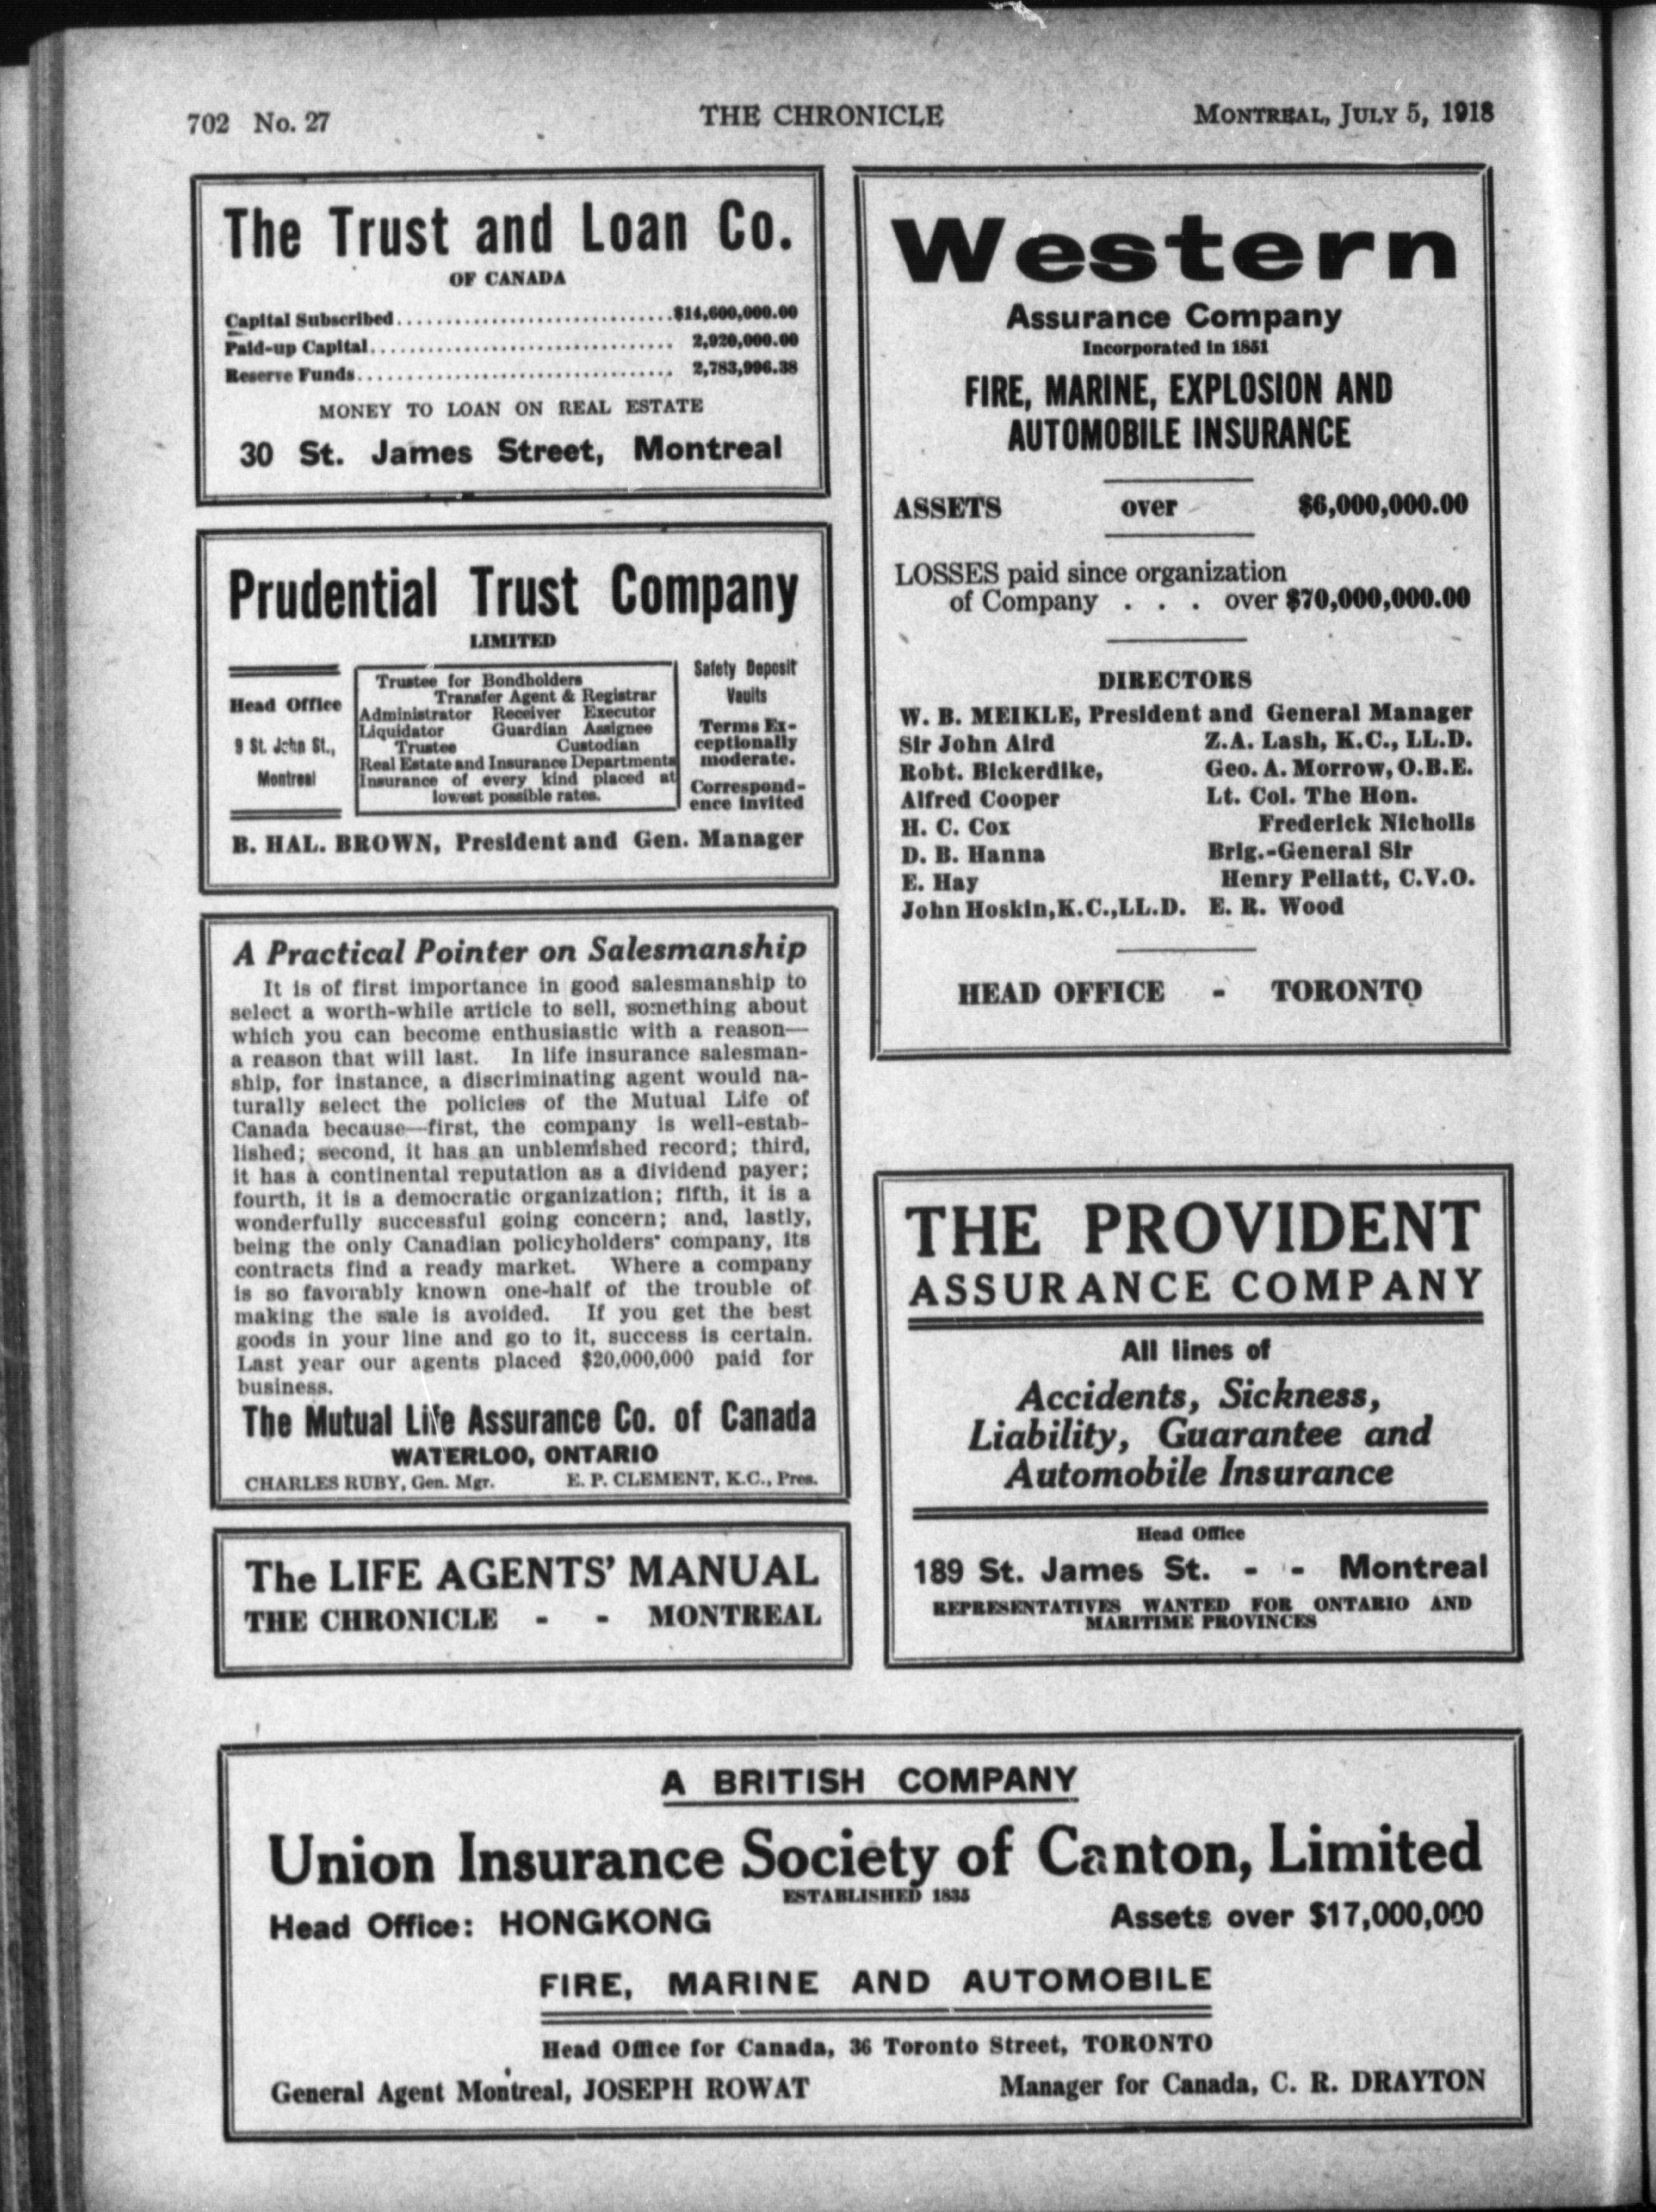 702 No. 27
THE CHRONICLE
MONTREAL, JULY 5, 1918
The Trust and Loan Co.
OF CANADA
Capital Subscribed..............................$14,600,000.00
Paid-up Capital................................. 2,920,000.00
Reserve Funds.................................. 2,783,996.38
MONEY TO LOAN ON REAL ESTATE
30 St. James Street, Montreal
Prudential Trust Company
LIMITED
Head Office
9 St. John St.,
Montreal
Trustee for Bondholders
Transfer Agent & Registrar
Administrator Receiver Executor
Liquidator Guardian Assignee
Trustee Custodian
Real Estate and Insurance Departments
Insurance of every kind placed at
lowest possible rates.
Safety Deposit
Vaults
Terms Ex-
ceptionally
moderate.
Correspond-
ence invited
B. HAL. BROWN, President and Gen. Manager
A Practical Pointer on Salesmanship
It is of first importance in good salesmanship to
select a worth-while article to sell, something about
which you can become enthusiastic with a reason—
a reason that will last. In life insurance salesman-
ship, for instance, a discriminating agent would na-
turally select the policies of the Mutual Life of
Canada because—first, the company is well-estab-
lished; second, it has an unblemished record; third,
it has a continental reputation as a dividend payer;
fourth, it is a democratic organization; fifth, it is a
wonderfully successful going concern; and, lastly,
being the only Canadian policyholders' company, its
contracts find a ready market. Where a company
is so favorably known one-half of the trouble of
making the sale is avoided. If you get the best
goods in your line and go to it, success is certain.
Last year our agents placed $20,000,000 paid for
business.
The Mutual Life Assurance Co. of Canada
WATERLOO, ONTARIO
CHARLES RUBY, Gen. Mgr. E. P. CLEMENT, K.C., Pres.
The LIFE AGENTS' MANUAL
THE CHRONICLE - - MONTREAL
Western
Assurance Company
Incorporated in 1851
FIRE, MARINE, EXPLOSION AND
AUTOMOBILE INSURANCE
ASSETS over $6,000,000.00
LOSSES paid since organization
of Company . . . over $70,000,000.00
DIRECTORS
W. B. MEIKLE, President and General Manager
Sir John Aird Z.A. Lash, K.C., LL.D.
Robt. Bickerdike, Geo. A. Morrow, O.B.E.
Alfred Cooper Lt. Col. The Hon.
H. C. Cox Frederick Nicholls
D. B. Hanna Brig.-General Sir
E. Hay Henry Pellatt, C.V.O.
John Hoskin, K.C., LL.D. E. R. Wood
HEAD OFFICE - TORONTO
THE PROVIDENT
ASSURANCE COMPANY
All lines of
Accidents, Sickness,
Liability, Guarantee and
Automobile Insurance
Head Office
189 St. James St. - - Montreal
REPRESENTATIVES WANTED FOR ONTARIO AND
MARITIME PROVINCES
A BRITISH COMPANY
Union Insurance Society of Canton, Limited
ESTABLISHED 1835
Head Office: HONGKONG Assets over $17,000,000
FIRE, MARINE AND AUTOMOBILE
Head Office for Canada, 36 Toronto Street, TORONTO
General Agent Montreal, JOSEPH ROWAT Manager for Canada, C. R. DRAYTON